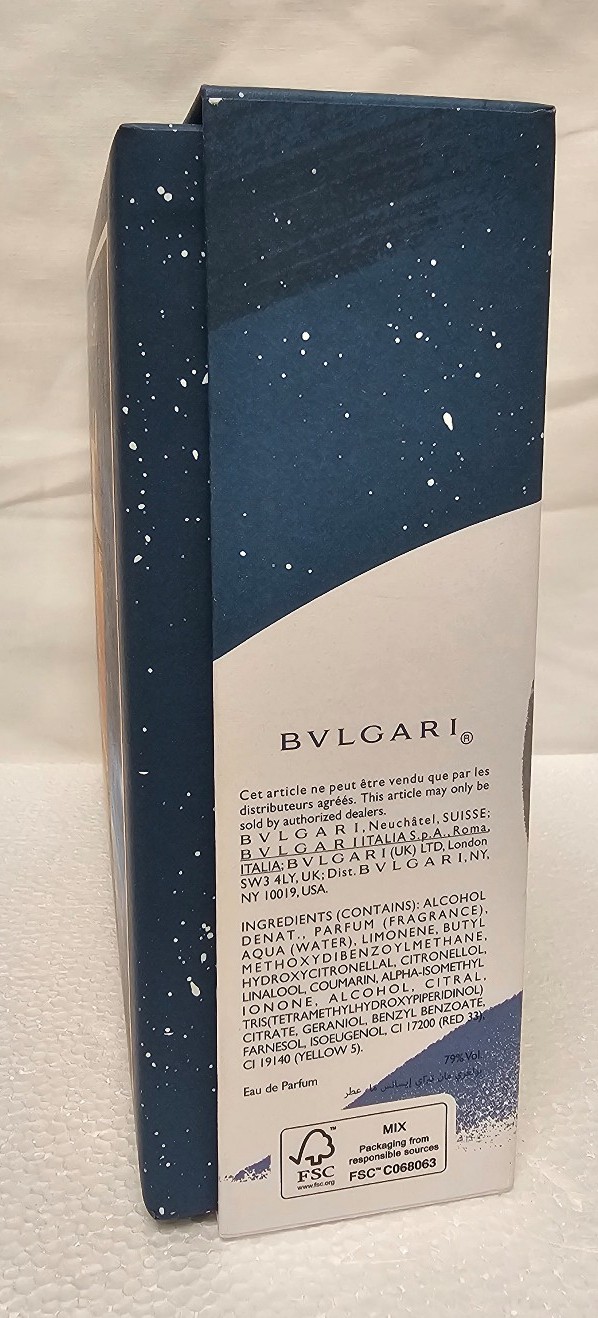 BVLGARI®
Cet article ne peut être vendu que par les
distributeurs agréés. This article may only be
sold by authorized dealers.
BVLGARI, Neuchâtel, SUISSE;
BVLGARI ITALIA S.p.A., Roma,
ITALIA; BVLGARI (UK) LTD, London
SW3 4LY, UK; Dist. BVLGARI, NY,
NY 10019, USA.
INGREDIENTS (CONTAINS): ALCOHOL
DENAT., PARFUM (FRAGRANCE),
AQUA (WATER), LIMONENE, BUTYL
METHOXYDIBENZOYLMETHANE,
HYDROXYCITRONELLAL, CITRONELLOL,
LINALOOL, COUMARIN, ALPHA-ISOMETHYL
IONONE, ALCOHOL, CITRAL,
TRIS(TETRAMETHYLHYDROXYPIPERIDINOL)
CITRATE, GERANIOL, BENZYL BENZOATE,
FARNESOL, ISOEUGENOL, CI 17200 (RED 33),
CI 19140 (YELLOW 5).
79% Vol.
Eau de Parfum
عطر
FSC™
www.fsc.org
MIX
Packaging from
responsible sources
FSC™ C068063